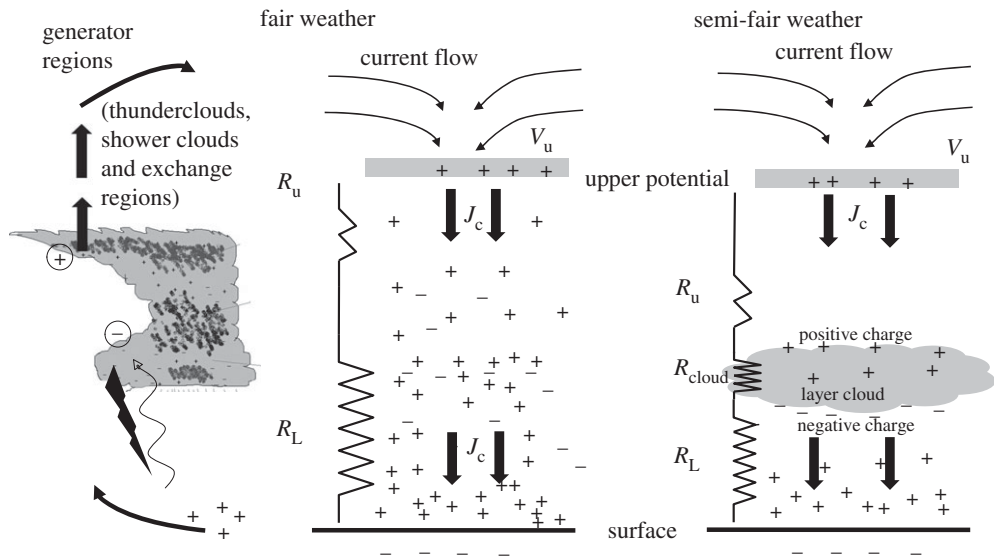 generator
regions
(thunderclouds,
shower clouds
and exchange
regions)
+
−
+ + + +
fair weather
current flow
V_u
+ + + +
R_u
J_c
R_L
J_c
− − − −
upper potential
surface
semi-fair weather
current flow
V_u
+ + + +
J_c
R_u
positive charge
R_cloud
layer cloud
negative charge
R_L
− − − −